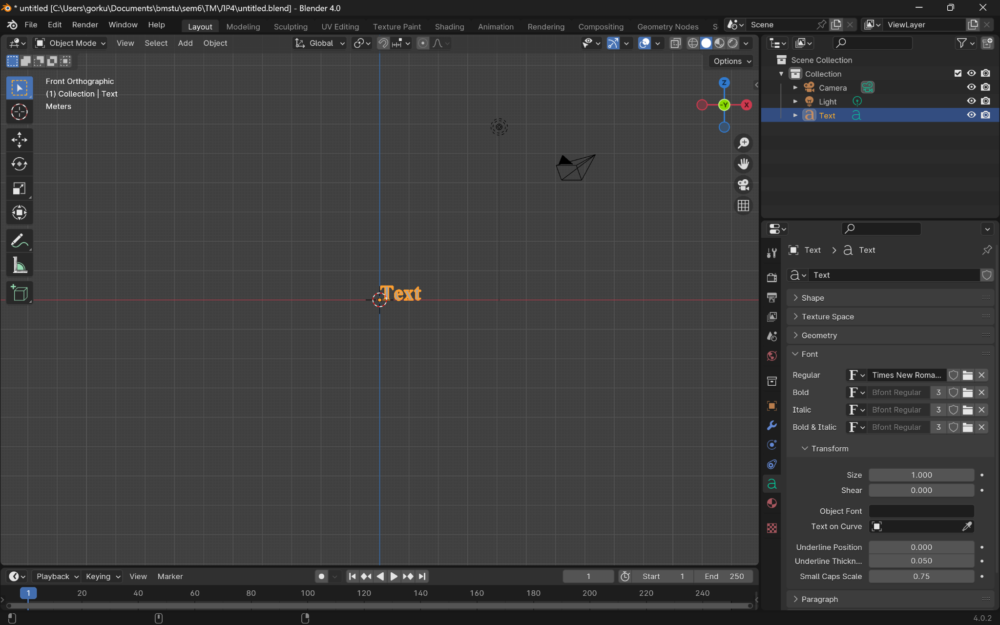 * untitled [C:\Users\gorku\Documents\bmstu\sem6\TM\ЛР4\untitled.blend] - Blender 4.0
File Edit Render Window Help Layout Modeling Sculpting UV Editing Texture Paint Shading Animation Rendering Compositing Geometry Nodes S Scene ViewLayer
Object Mode View Select Add Object Global
Options
Front Orthographic
(1) Collection | Text
Meters
Z
-Y
X
Text
Scene Collection
Collection
Camera
Light
Text
Text > Text
Text
Shape
Texture Space
Geometry
Font
Regular Times New Roma...
Bold Bfont Regular 3
Italic Bfont Regular 3
Bold & Italic Bfont Regular 3
Transform
Size 1.000
Shear 0.000
Object Font
Text on Curve
Underline Position 0.000
Underline Thickn... 0.050
Small Caps Scale 0.75
Paragraph
Playback Keying View Marker 1 Start 1 End 250
1 20 40 60 80 100 120 140 160 180 200 220 240
4.0.2